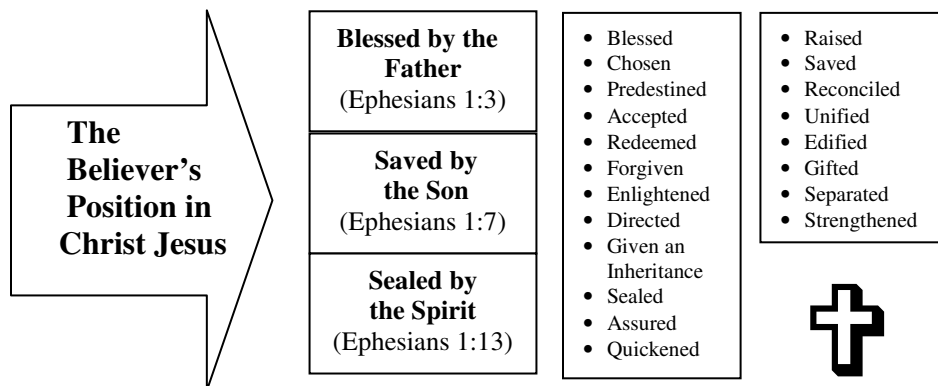 The
Believer's
Position in
Christ Jesus
Blessed by the
Father
(Ephesians 1:3)
Saved by
the Son
(Ephesians 1:7)
Sealed by
the Spirit
(Ephesians 1:13)
• Blessed
• Chosen
• Predestined
• Accepted
• Redeemed
• Forgiven
• Enlightened
• Directed
• Given an
Inheritance
• Sealed
• Assured
• Quickened
• Raised
• Saved
• Reconciled
• Unified
• Edified
• Gifted
• Separated
• Strengthened